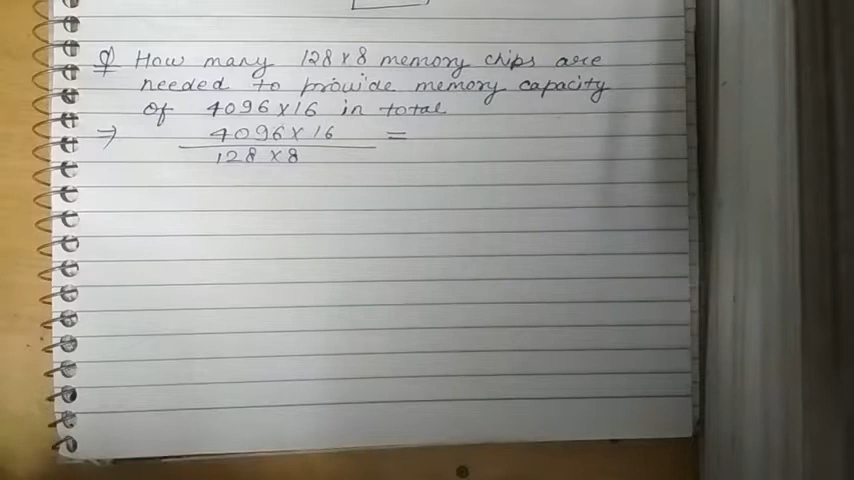 Q How many 128 x 8 memory chips are
needed to provide memory capacity
of 4096 x 16 in total
⇒ 4096 x 16 =
128 x 8